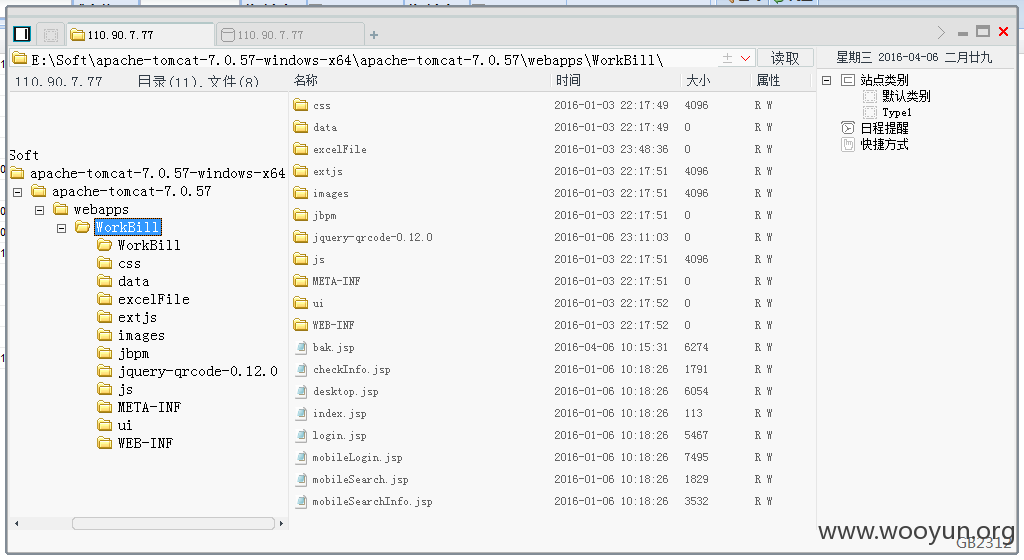 110.90.7.77
110.90.7.77
E:\Soft\apache-tomcat-7.0.57-windows-x64\apache-tomcat-7.0.57\webapps\WorkBill\
读取
星期三 2016-04-06 二月廿九
110.90.7.77 目录(11),文件(8)
名称 时间 大小 属性
Soft
apache-tomcat-7.0.57-windows-x64
apache-tomcat-7.0.57
webapps
WorkBill
WorkBill
css
data
excelFile
extjs
images
jbpm
jquery-qrcode-0.12.0
js
META-INF
ui
WEB-INF
css 2016-01-03 22:17:49 4096 R W
data 2016-01-03 22:17:49 0 R W
excelFile 2016-01-03 23:48:36 0 R W
extjs 2016-01-03 22:17:51 4096 R W
images 2016-01-03 22:17:51 4096 R W
jbpm 2016-01-03 22:17:51 0 R W
jquery-qrcode-0.12.0 2016-01-06 23:11:03 0 R W
js 2016-01-03 22:17:51 4096 R W
META-INF 2016-01-03 22:17:51 0 R W
ui 2016-01-03 22:17:52 0 R W
WEB-INF 2016-01-03 22:17:52 0 R W
bak.jsp 2016-04-06 10:15:31 6274 R W
checkInfo.jsp 2016-01-06 10:18:26 1791 R W
desktop.jsp 2016-01-06 10:18:26 6054 R W
index.jsp 2016-01-06 10:18:26 113 R W
login.jsp 2016-01-06 10:18:26 5467 R W
mobileLogin.jsp 2016-01-06 10:18:26 7495 R W
mobileSearch.jsp 2016-01-06 10:18:26 1829 R W
mobileSearchInfo.jsp 2016-01-06 10:18:26 3532 R W
站点类别
默认类别
Type1
日程提醒
快捷方式
www.wooyun.org
GB2312